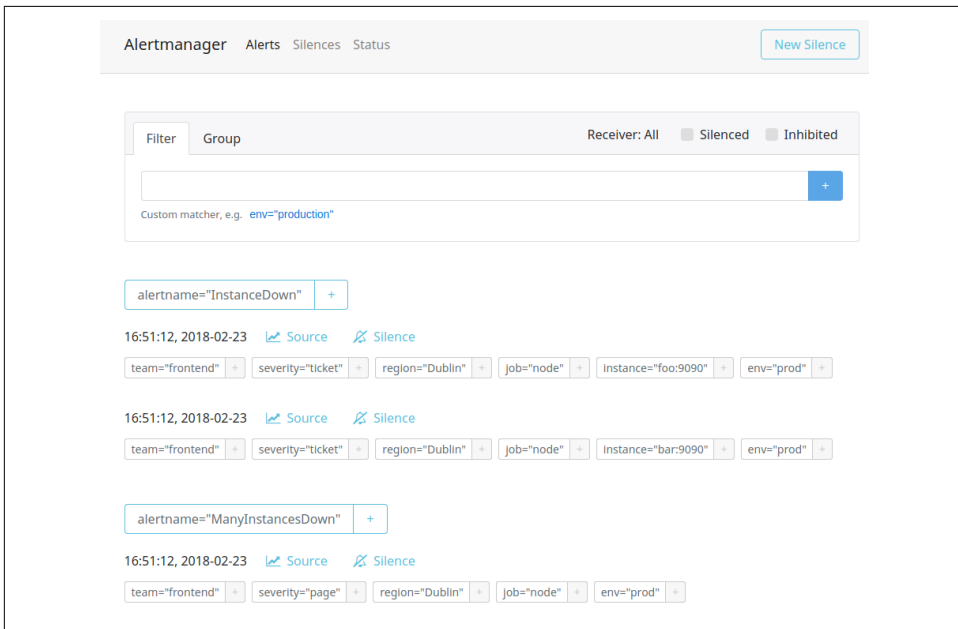 Alertmanager Alerts Silences Status New Silence
Filter Group Receiver: All Silenced Inhibited
+
Custom matcher, e.g. env="production"
alertname="InstanceDown" +
16:51:12, 2018-02-23 Source Silence
team="frontend" + severity="ticket" + region="Dublin" + job="node" + instance="foo:9090" + env="prod" +
16:51:12, 2018-02-23 Source Silence
team="frontend" + severity="ticket" + region="Dublin" + job="node" + instance="bar:9090" + env="prod" +
alertname="ManyInstancesDown" +
16:51:12, 2018-02-23 Source Silence
team="frontend" + severity="page" + region="Dublin" + job="node" + env="prod" +